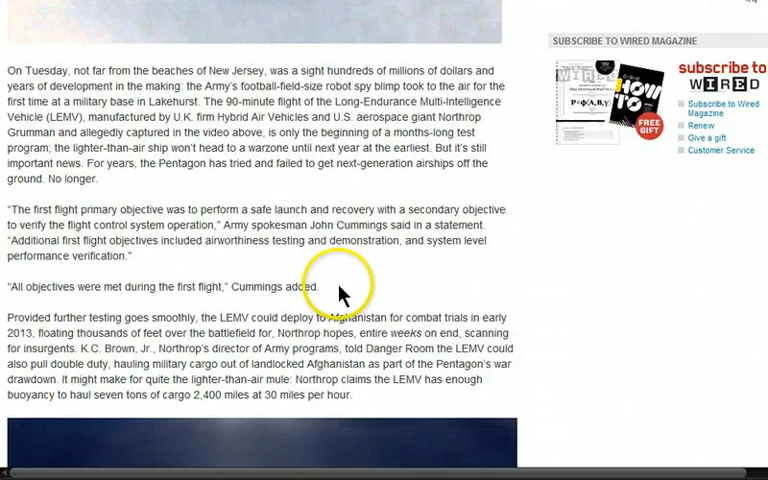 SUBSCRIBE TO WIRED MAGAZINE
On Tuesday, not far from the beaches of New Jersey, was a sight hundreds of millions of dollars and
years of development in the making: the Army's football-field-size robot spy blimp took to the air for the
first time at a military base in Lakehurst. The 90-minute flight of the Long-Endurance Multi-Intelligence
Vehicle (LEMV), manufactured by U.K. firm Hybrid Air Vehicles and U.S. aerospace giant Northrop
Grumman and allegedly captured in the video above, is only the beginning of a months-long test
program; the lighter-than-air ship won't head to a warzone until next year at the earliest. But it's still
important news. For years, the Pentagon has tried and failed to get next-generation airships off the
ground. No longer.
“The first flight primary objective was to perform a safe launch and recovery with a secondary objective
to verify the flight control system operation,” Army spokesman John Cummings said in a statement.
“Additional first flight objectives included airworthiness testing and demonstration, and system level
performance verification.”
“All objectives were met during the first flight,” Cummings added.
Provided further testing goes smoothly, the LEMV could deploy to Afghanistan for combat trials in early
2013, floating thousands of feet over the battlefield for, Northrop hopes, entire weeks on end, scanning
for insurgents. K.C. Brown, Jr., Northrop's director of Army programs, told Danger Room the LEMV could
also pull double duty, hauling military cargo out of landlocked Afghanistan as part of the Pentagon's war
drawdown. It might make for quite the lighter-than-air mule: Northrop claims the LEMV has enough
buoyancy to haul seven tons of cargo 2,400 miles at 30 miles per hour.
WIRED
HOW TO
FREE
GIFT
subscribe to
WIRED
Subscribe to Wired
Magazine
Renew
Give a gift
Customer Service